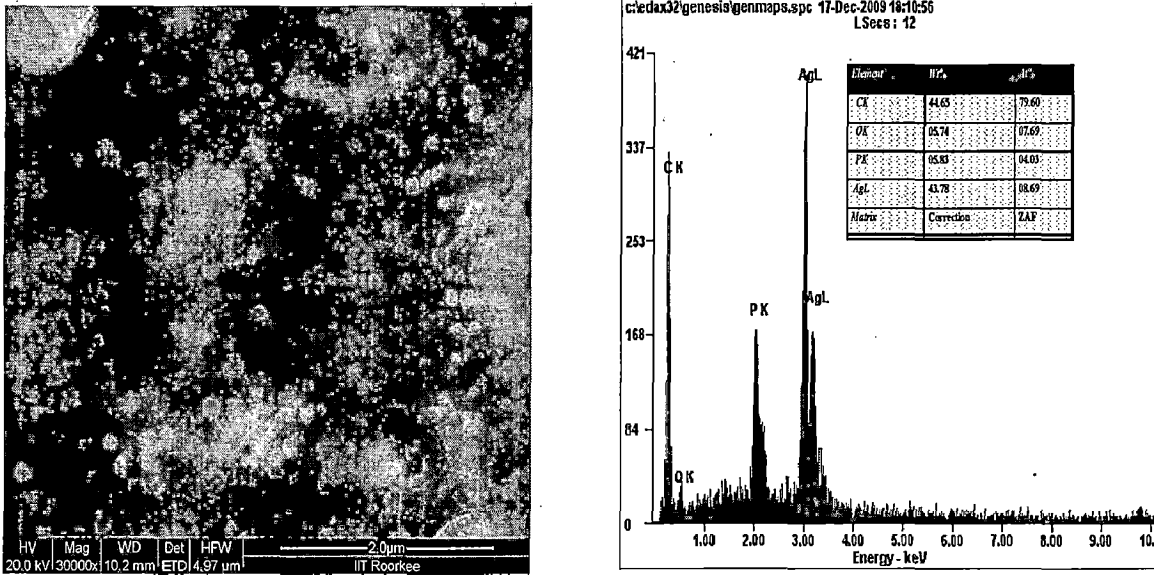 HV Mag WD Det HFW 2.0µm
20.0 kV 30000x 10.2 mm ETD 4.97 µm IIT Roorkee
c:\edax32\genesis\genmaps.spc 17-Dec-2009 18:10:56
LSecs : 12
421
337
253
168
84
0
AgL
C K
AgL
P K
O K
Element Wt% At%
CK 44.65 79.60
OK 05.74 07.69
PK 05.83 04.03
AgL 43.78 08.69
Matrix Correction ZAF
1.00 2.00 3.00 4.00 5.00 6.00 7.00 8.00 9.00 10.
Energy - keV